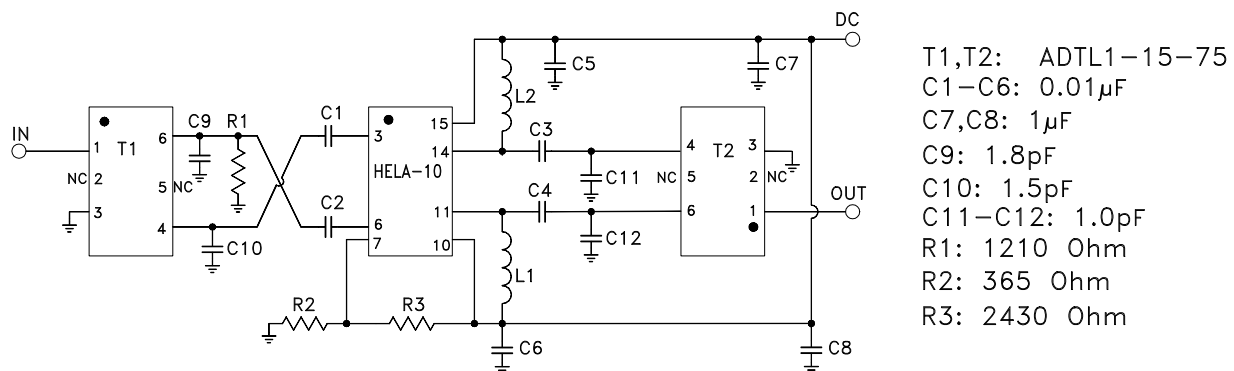 DC
C5
C7
L2
IN
1
T1
NC 2
3
6
5 NC
4
C9
R1
C10
C1
C2
3
HELA-10
6
7
15
14
11
10
C3
C4
C11
C12
4
NC 5
6
T2
3
2 NC
1
OUT
L1
R2
R3
C6
C8
T1,T2: ADTL1-15-75
C1-C6: 0.01µF
C7,C8: 1µF
C9: 1.8pF
C10: 1.5pF
C11-C12: 1.0pF
R1: 1210 Ohm
R2: 365 Ohm
R3: 2430 Ohm